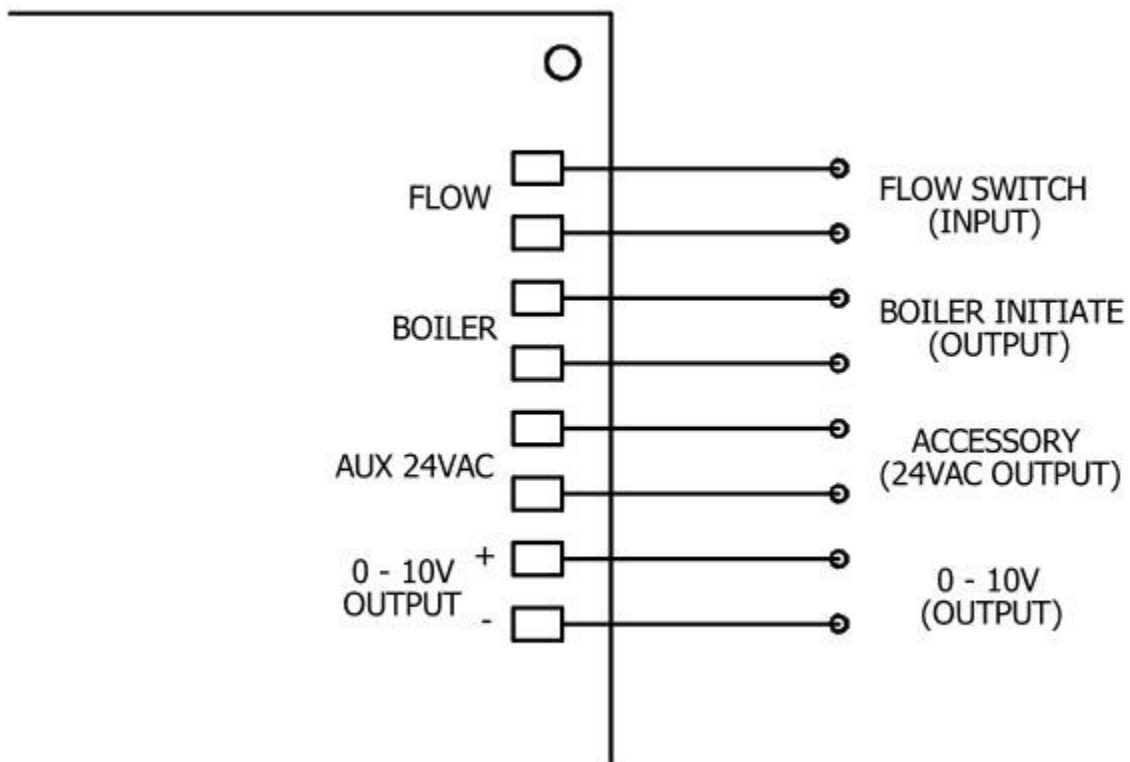 FLOW
FLOW SWITCH
(INPUT)
BOILER
BOILER INITIATE
(OUTPUT)
AUX 24VAC
ACCESSORY
(24VAC OUTPUT)
0 - 10V
OUTPUT
+
-
0 - 10V
(OUTPUT)